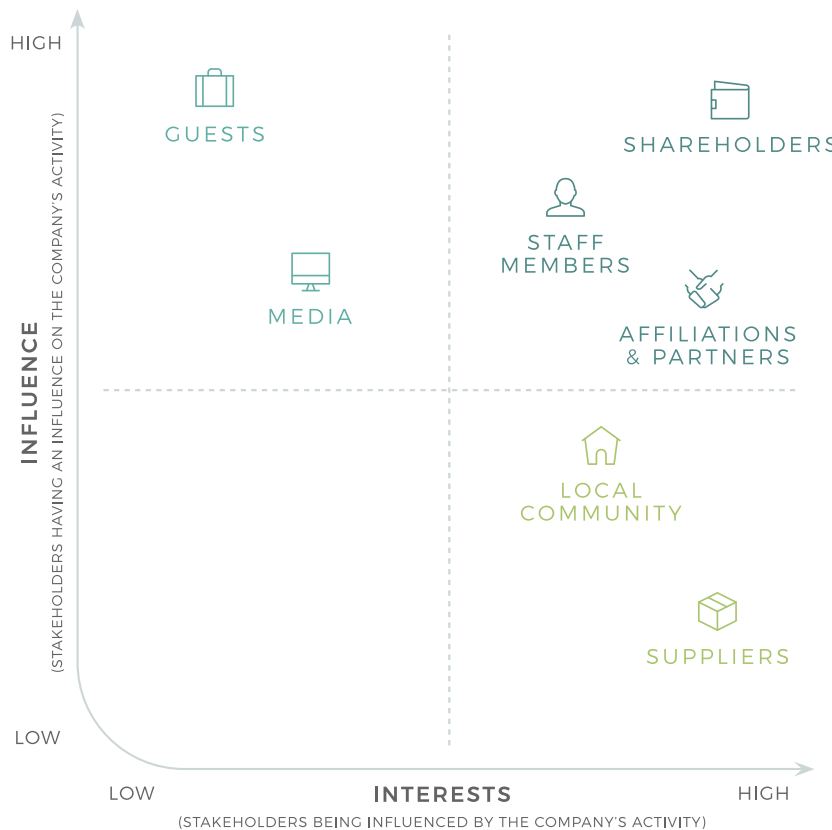 HIGH
GUESTS
SHAREHOLDERS
STAFF
MEMBERS
MEDIA
AFFILIATIONS
& PARTNERS
INFLUENCE
(STAKEHOLDERS HAVING AN INFLUENCE ON THE COMPANY'S ACTIVITY)
LOCAL
COMMUNITY
SUPPLIERS
LOW
LOW
INTERESTS
HIGH
(STAKEHOLDERS BEING INFLUENCED BY THE COMPANY'S ACTIVITY)